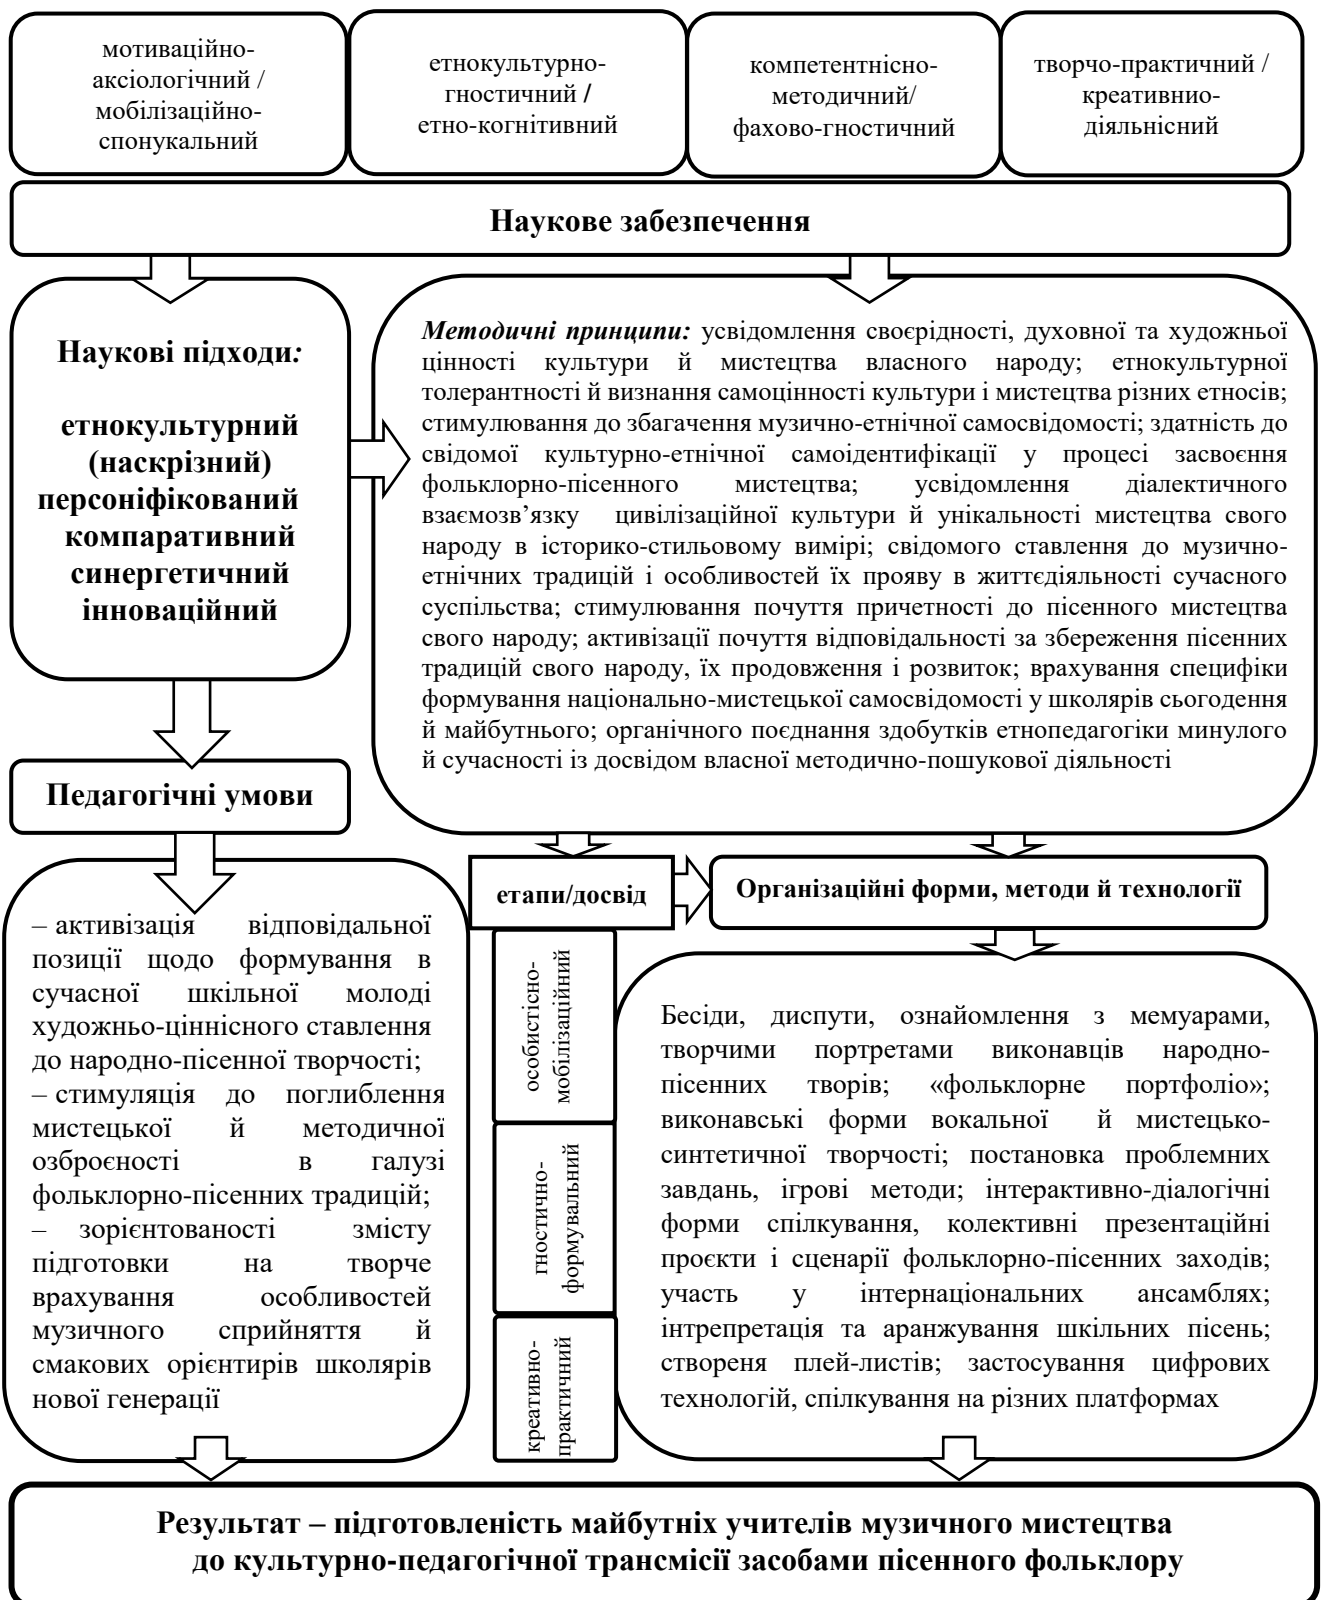 мотиваційно-
аксіологічний /
мобілізаційно-
спонукальний
етнокультурно-
гностичний /
етно-когнітивний
компетентнісно-
методичний/
фахово-гностичний
творчо-практичний /
креативнио-
діяльнісний
Наукове забезпечення
Наукові підходи:
етнокультурний
(наскрізний)
персоніфікований
компаративний
синергетичний
інноваційний
Методичні принципи: усвідомлення своєрідності, духовної та художньої
цінності культури й мистецтва власного народу; етнокультурної
толерантності й визнання самоцінності культури і мистецтва різних етносів;
стимулювання до збагачення музично-етнічної самосвідомості; здатність до
свідомої культурно-етнічної самоідентифікації у процесі засвоєння
фольклорно-пісенного мистецтва; усвідомлення діалектичного
взаємозв’язку цивілізаційної культури й унікальності мистецтва свого
народу в історико-стильовому вимірі; свідомого ставлення до музично-
етнічних традицій і особливостей їх прояву в життєдіяльності сучасного
суспільства; стимулювання почуття причетності до пісенного мистецтва
свого народу; активізації почуття відповідальності за збереження пісенних
традицій свого народу, їх продовження і розвиток; врахування специфіки
формування національно-мистецької самосвідомості у школярів сьогодення
й майбутнього; органічного поєднання здобутків етнопедагогіки минулого
й сучасності із досвідом власної методично-пошукової діяльності
Педагогічні умови
– активізація відповідальної
позиції щодо формування в
сучасної шкільної молоді
художньо-ціннісного ставлення
до народно-пісенної творчості;
– стимуляція до поглиблення
мистецької й методичної
озброєності в галузі
фольклорно-пісенних традицій;
– зорієнтованості змісту
підготовки на творче
врахування особливостей
музичного сприйняття й
смакових орієнтирів школярів
нової генерації
етапи/досвід
особистісно-
мобілізаційний
гностично-
формувальний
креативно-
практичний
Організаційні форми, методи й технології
Бесіди, диспути, ознайомлення з мемуарами,
творчими портретами виконавців народно-
пісенних творів; «фольклорне портфоліо»;
виконавські форми вокальної й мистецько-
синтетичної творчості; постановка проблемних
завдань, ігрові методи; інтерактивно-діалогічні
форми спілкування, колективні презентаційні
проєкти і сценарії фольклорно-пісенних заходів;
участь у інтернаціональних ансамблях;
інтрепретація та аранжування шкільних пісень;
створеня плей-листів; застосування цифрових
технологій, спілкування на різних платформах
Результат – підготовленість майбутніх учителів музичного мистецтва
до культурно-педагогічної трансмісії засобами пісенного фольклору